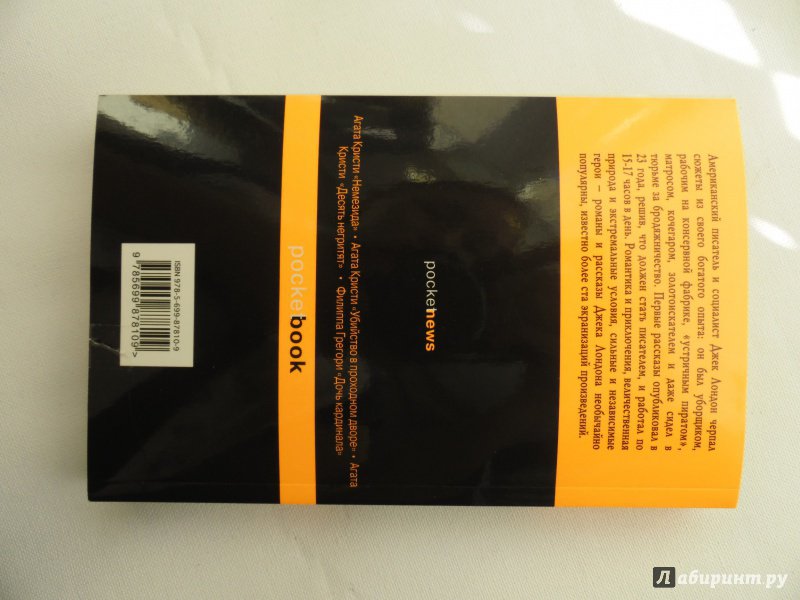 Американский писатель и социалист Джек Лондон черпал
сюжеты из своего богатого опыта: он был уборщиком,
рабочим на консервной фабрике, «устричным пиратом»,
матросом, кочегаром, золотоискателем и даже сидел в
тюрьме за бродяжничество. Первые рассказы опубликовал в
23 года, решив, что должен стать писателем, и работал по
15-17 часов в день. Романтика и приключения, величественная
природа и экстремальные условия, сильные и независимые
герои — романы и рассказы Джека Лондона необычайно
популярны, известно более ста экранизаций произведений.
pocketnews
Агата Кристи «Немезида» • Агата Кристи «Убийство в проходном дворе» • Агата
Кристи «Десять негритят» • Филиппа Грегори «Дочь кардинала»
pocketbook
ISBN 978-5-699-87810-9
9 785699 878109 >
Лабиринт.ру